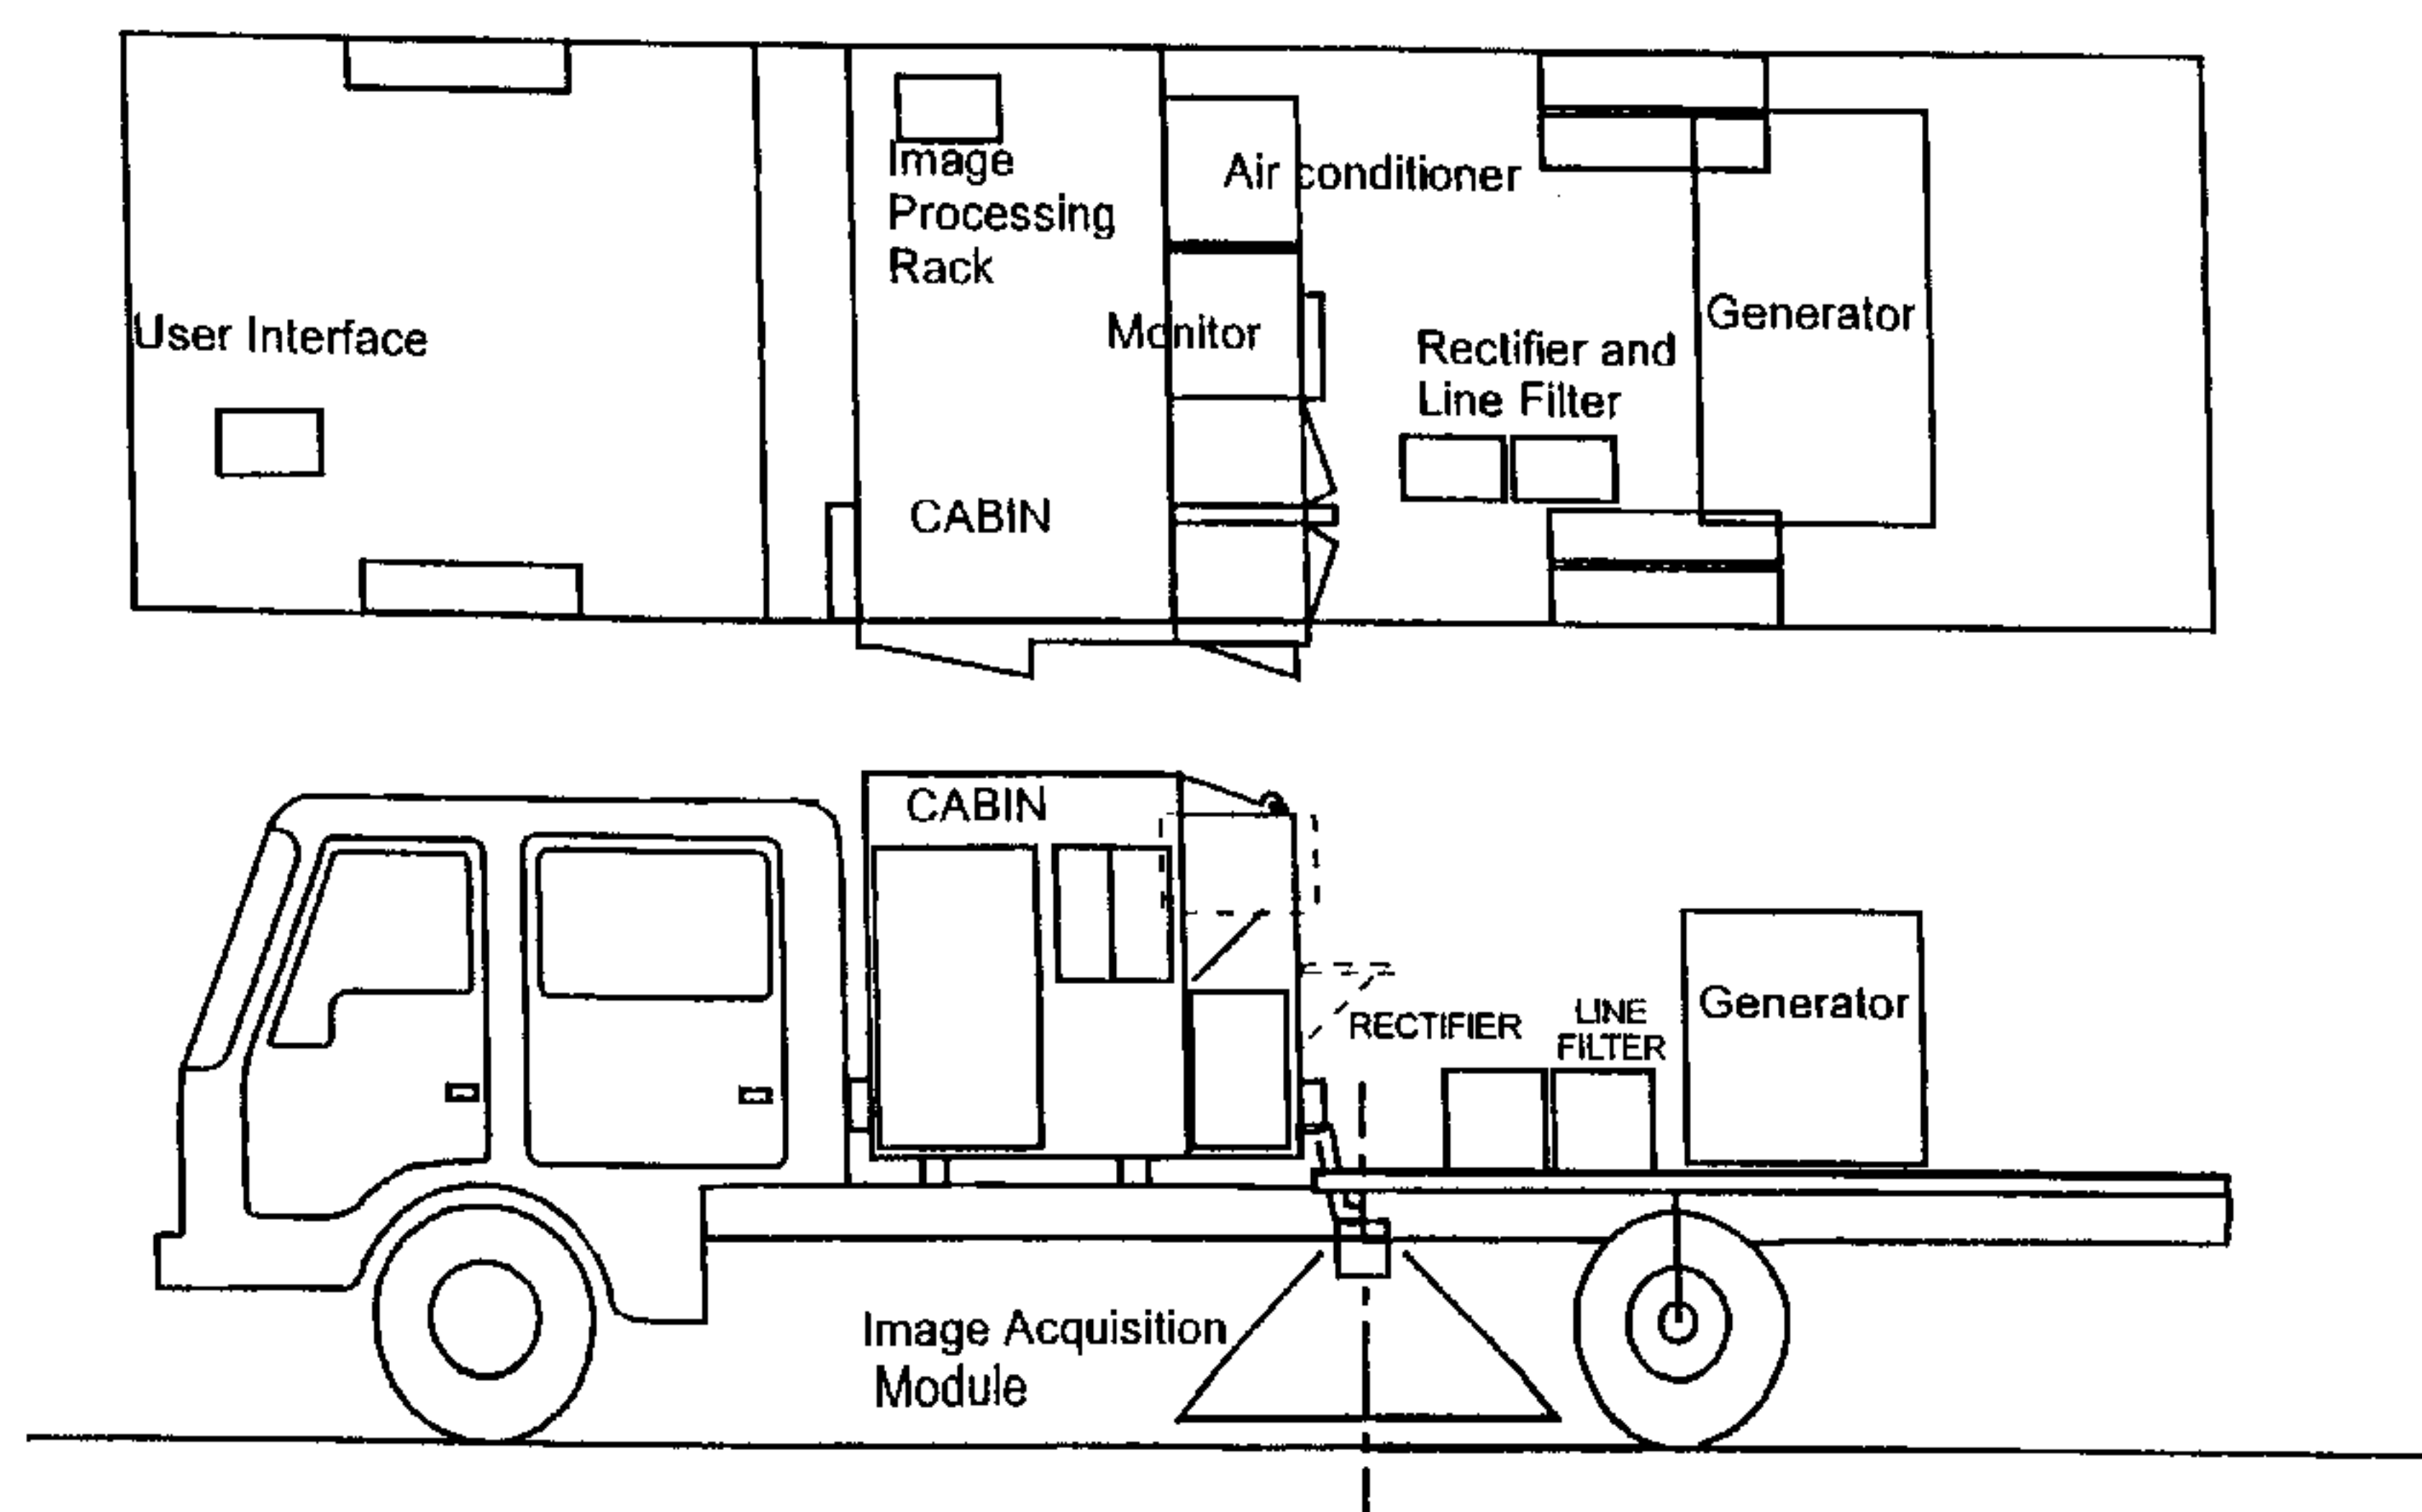 Image
Processing
Rack
Air conditioner
User Interface
Monitor
Rectifier and
Line Filter
Generator
CABIN
CABIN
RECTIFIER
LINE
FILTER
Generator
Image Acquisition
Module